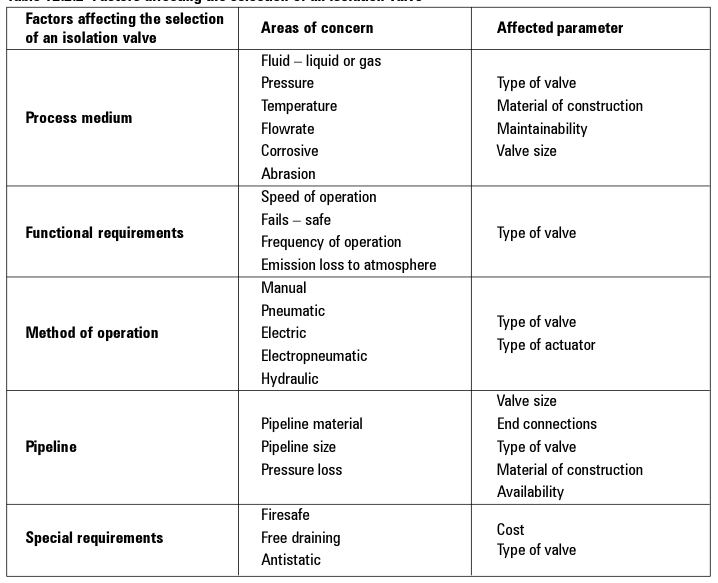 Factors affecting the selection
of an isolation valve
Areas of concern
Affected parameter
Process medium
Fluid – liquid or gas
Pressure
Temperature
Flowrate
Corrosive
Abrasion
Type of valve
Material of construction
Maintainability
Valve size
Functional requirements
Speed of operation
Fails – safe
Frequency of operation
Emission loss to atmosphere
Type of valve
Method of operation
Manual
Pneumatic
Electric
Electropneumatic
Hydraulic
Type of valve
Type of actuator
Pipeline
Pipeline material
Pipeline size
Pressure loss
Valve size
End connections
Type of valve
Material of construction
Availability
Special requirements
Firesafe
Free draining
Antistatic
Cost
Type of valve